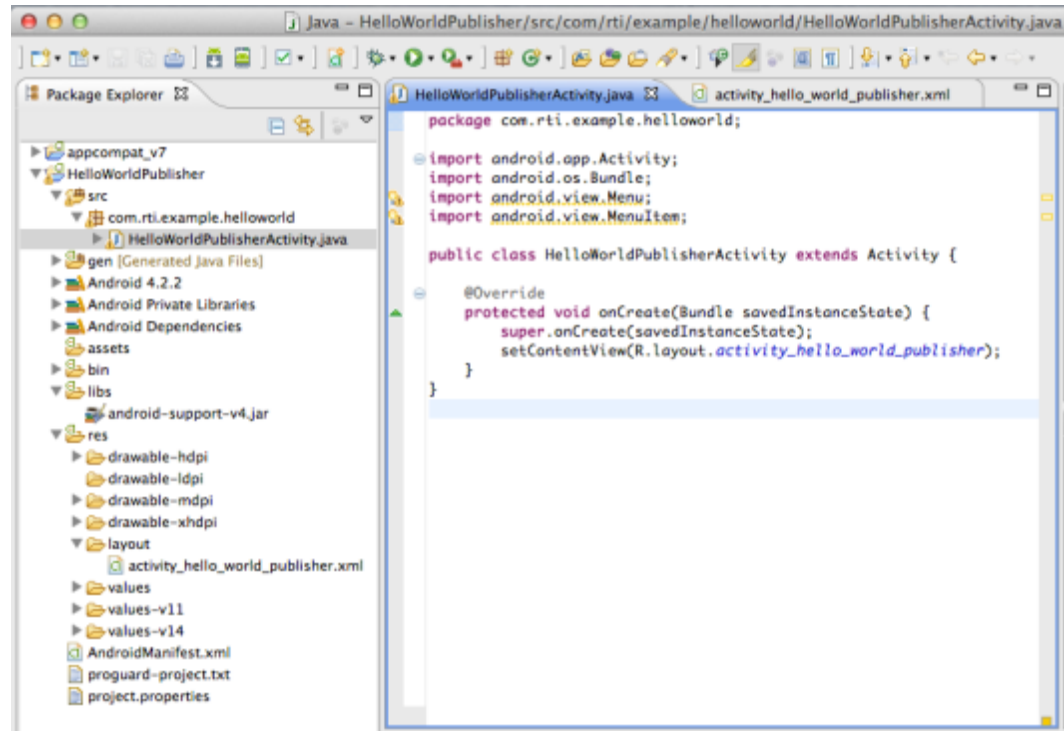 Java – HelloWorldPublisher/src/com/rti/example/helloworld/HelloWorldPublisherActivity.java
Package Explorer
appcompat_v7
HelloWorldPublisher
src
com.rti.example.helloworld
HelloWorldPublisherActivity.java
gen [Generated Java Files]
Android 4.2.2
Android Private Libraries
Android Dependencies
assets
bin
libs
android-support-v4.jar
res
drawable-hdpi
drawable-ldpi
drawable-mdpi
drawable-xhdpi
layout
activity_hello_world_publisher.xml
values
values-v11
values-v14
AndroidManifest.xml
proguard-project.txt
project.properties
HelloWorldPublisherActivity.java
activity_hello_world_publisher.xml
package com.rti.example.helloworld;
import android.app.Activity;
import android.os.Bundle;
import android.view.Menu;
import android.view.MenuItem;
public class HelloWorldPublisherActivity extends Activity {
@Override
protected void onCreate(Bundle savedInstanceState) {
super.onCreate(savedInstanceState);
setContentView(R.layout.activity_hello_world_publisher);
}
}